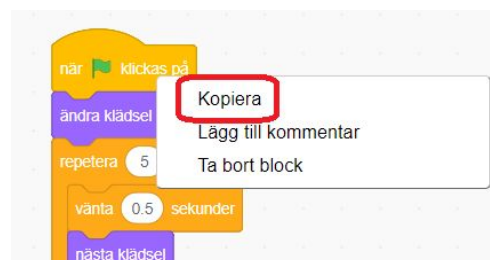 när klickas på
Kopiera
ändra klädsel
Lägg till kommentar
repetera 5
Ta bort block
vänta 0.5 sekunder
nästa klädsel